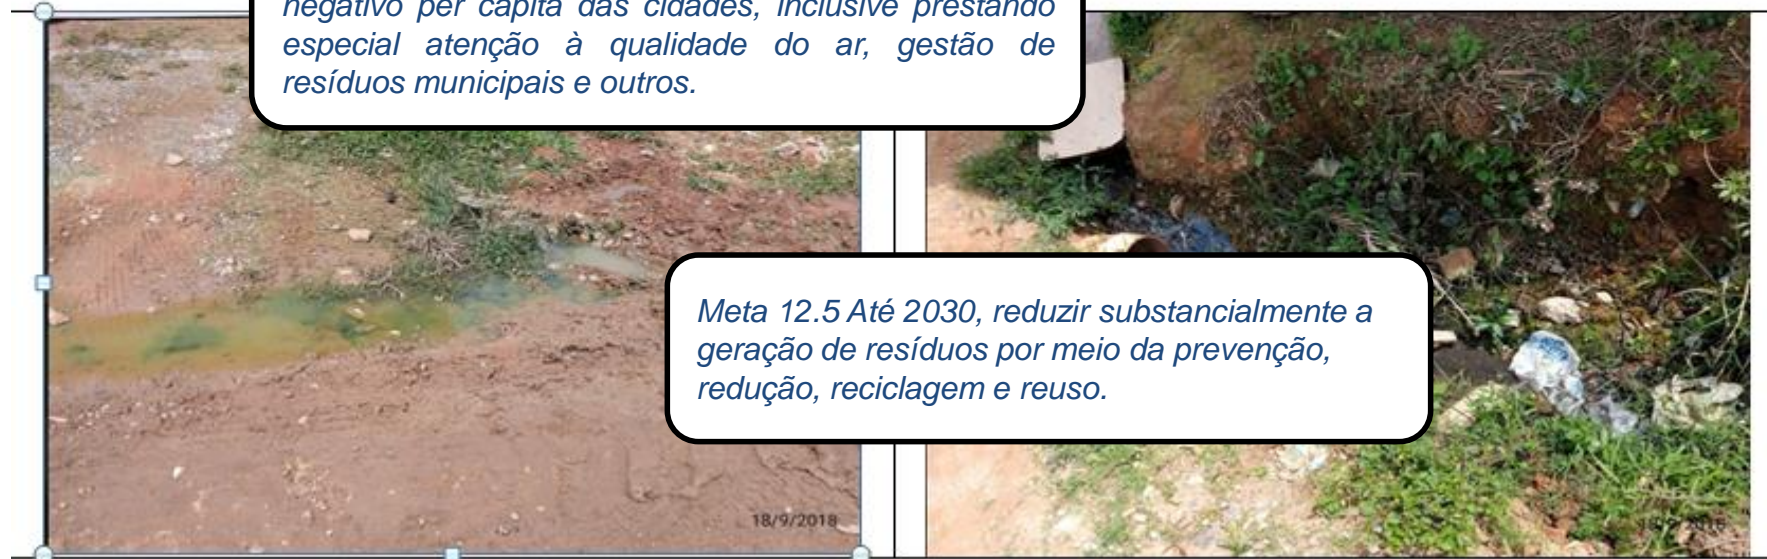 negativo per capita das cidades, inclusive prestando
especial atenção à qualidade do ar, gestão de
resíduos municipais e outros.
Meta 12.5 Até 2030, reduzir substancialmente a
geração de resíduos por meio da prevenção,
redução, reciclagem e reuso.
18/9/2018